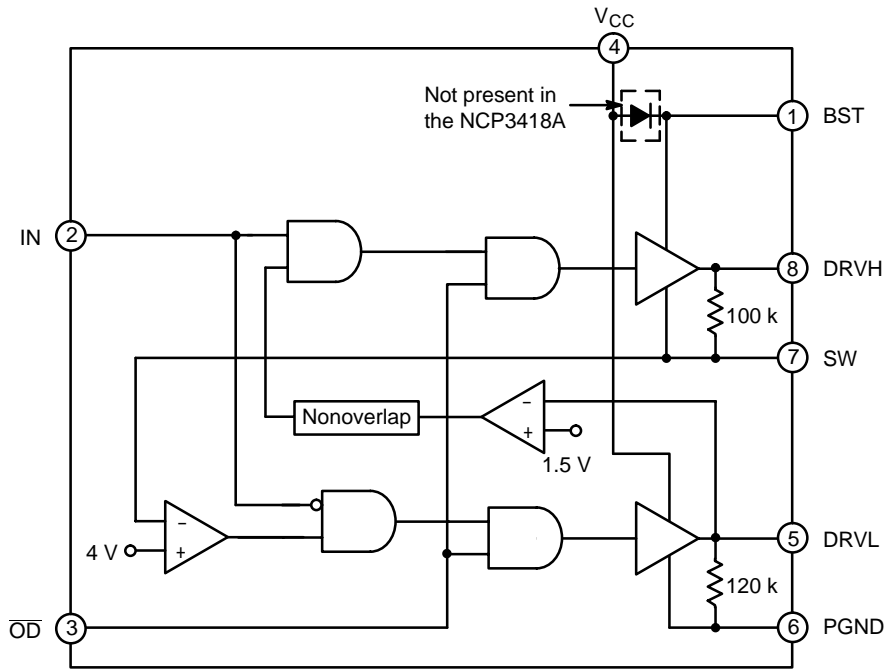 VCC
4
Not present in
the NCP3418A
1 BST
IN 2
8 DRVH
100 k
7 SW
Nonoverlap
−
+
1.5 V
−
+
4 V
5 DRVL
120 k
OD 3
6 PGND